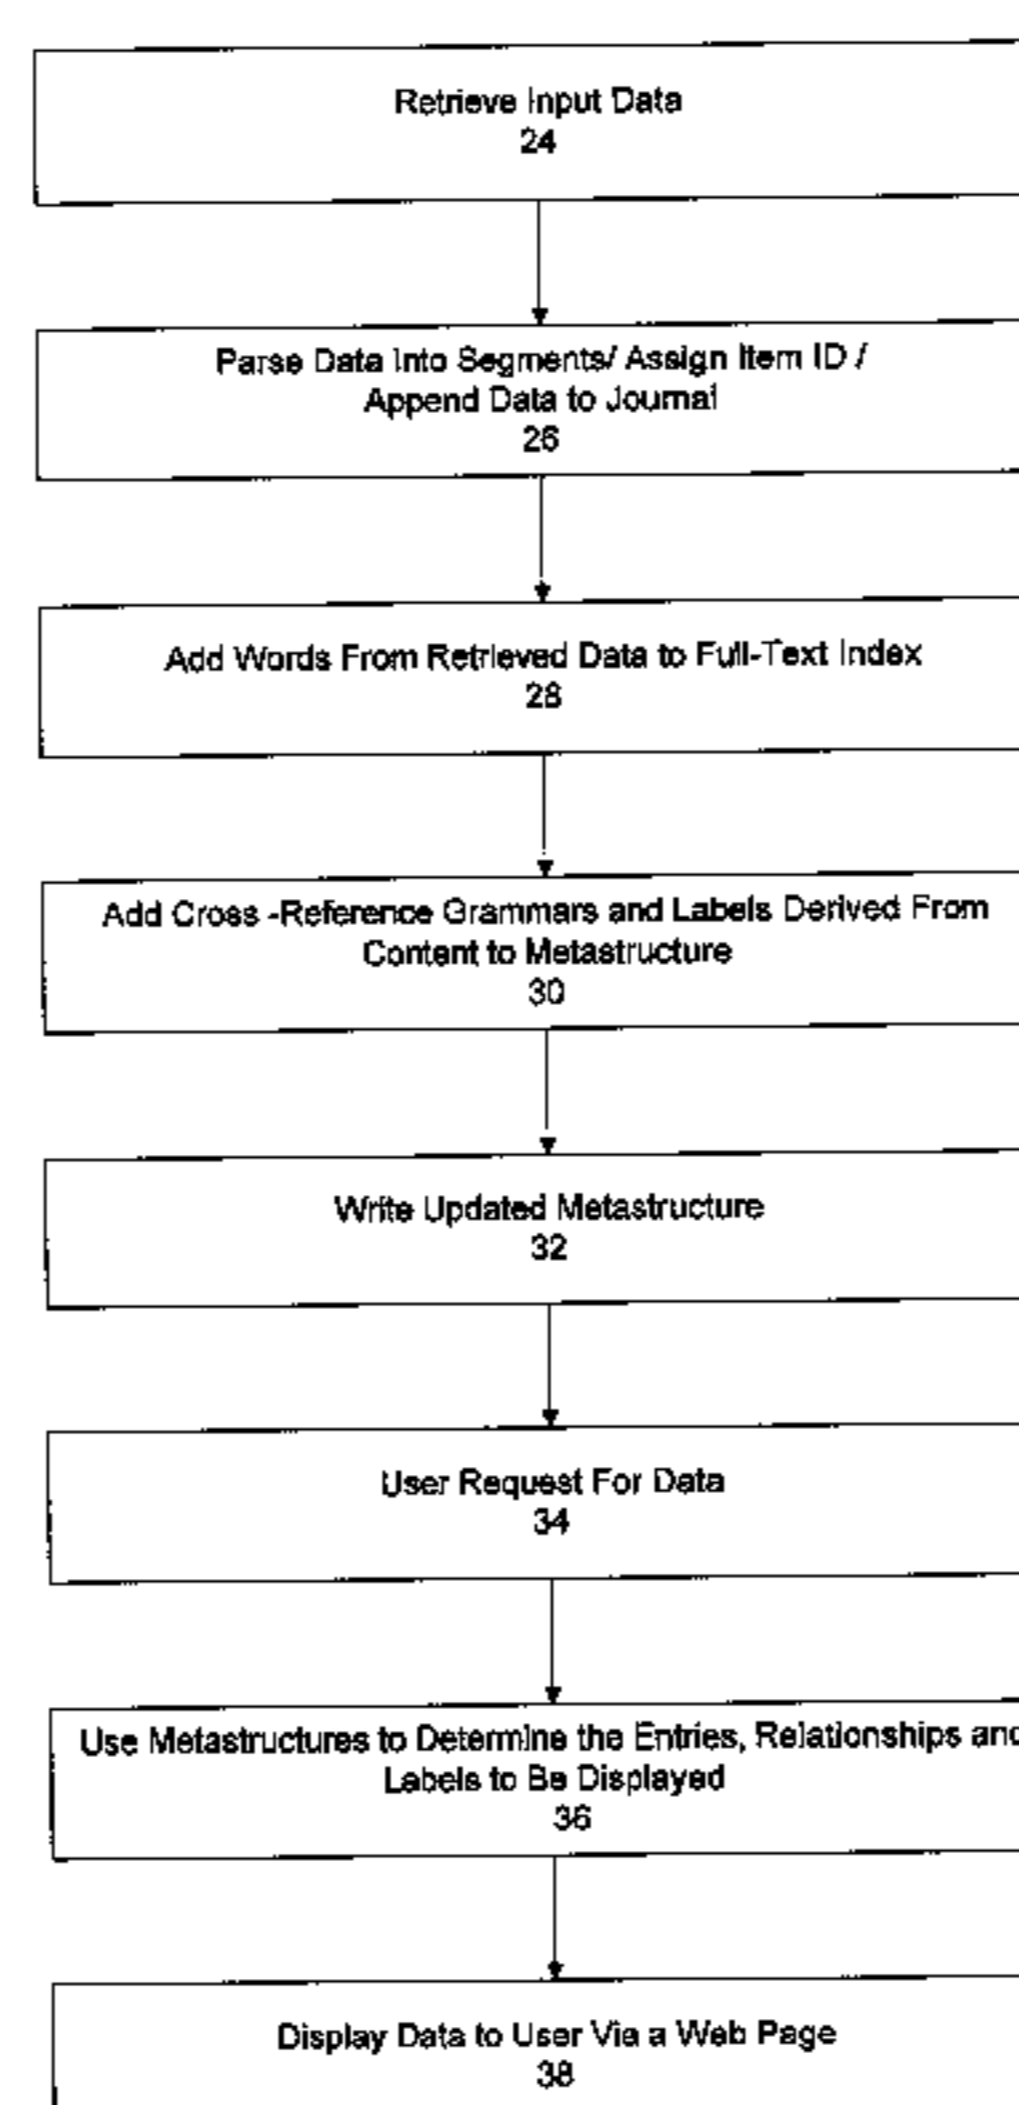 Retrieve Input Data
24
Parse Data Into Segments/ Assign Item ID /
Append Data to Journal
26
Add Words From Retrieved Data to Full-Text Index
28
Add Cross -Reference Grammars and Labels Derived From
Content to Metastructure
30
Write Updated Metastructure
32
User Request For Data
34
Use Metastructures to Determine the Entries, Relationships and
Labels to Be Displayed
36
Display Data to User Via a Web Page
38